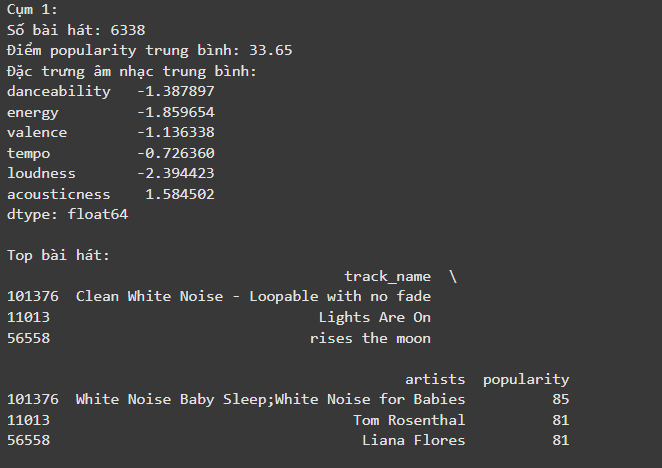 Cụm 1:
Số bài hát: 6338
Điểm popularity trung bình: 33.65
Đặc trưng âm nhạc trung bình:
danceability   -1.387897
energy         -1.859654
valence        -1.136338
tempo          -0.726360
loudness       -2.394423
acousticness    1.584502
dtype: float64
Top bài hát:
track_name  \
101376  Clean White Noise - Loopable with no fade
11013   Lights Are On
56558   rises the moon
artists  popularity
101376  White Noise Baby Sleep;White Noise for Babies  85
11013   Tom Rosenthal  81
56558   Liana Flores  81